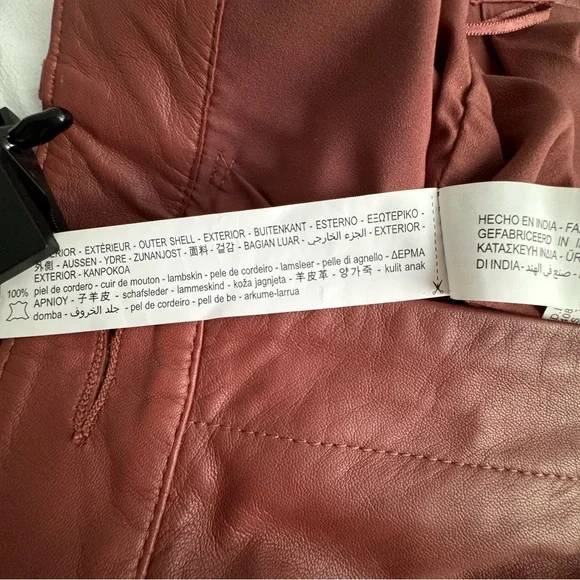 EXTÉRIEUR - OUTER SHELL - EXTERIOR - BUITENKANT - ESTERNO - ΕΞΩΤΕΡΙΚΟ -
外側 - AUSSEN - YDRE - ZUNANJOST - 面料 - 겉감 - BAGIAN LUAR - الجزء الخارجي - EXTERIOR -
EXTERIOR - KANPOKOA
100% piel de cordero - cuir de mouton - lambskin - pele de cordeiro - lamsleer - pelle di agnello - ΔΕΡΜΑ
ΑΡΝΙΟΥ - 子羊皮 - schafsleder - lammeskind - koža jagnjeta - 羊皮革 - 양가죽 - kulit anak
domba - جلد الخروف - pel de cordeiro - pell de be - arkume-larrua
HECHO EN INDIA - FA
GEFABRICEERD IN
ΚΑΤΑΣΚΕΥΗ ΙΝΔΙΑ - ÜR
DI INDIA - صنع في الهند -